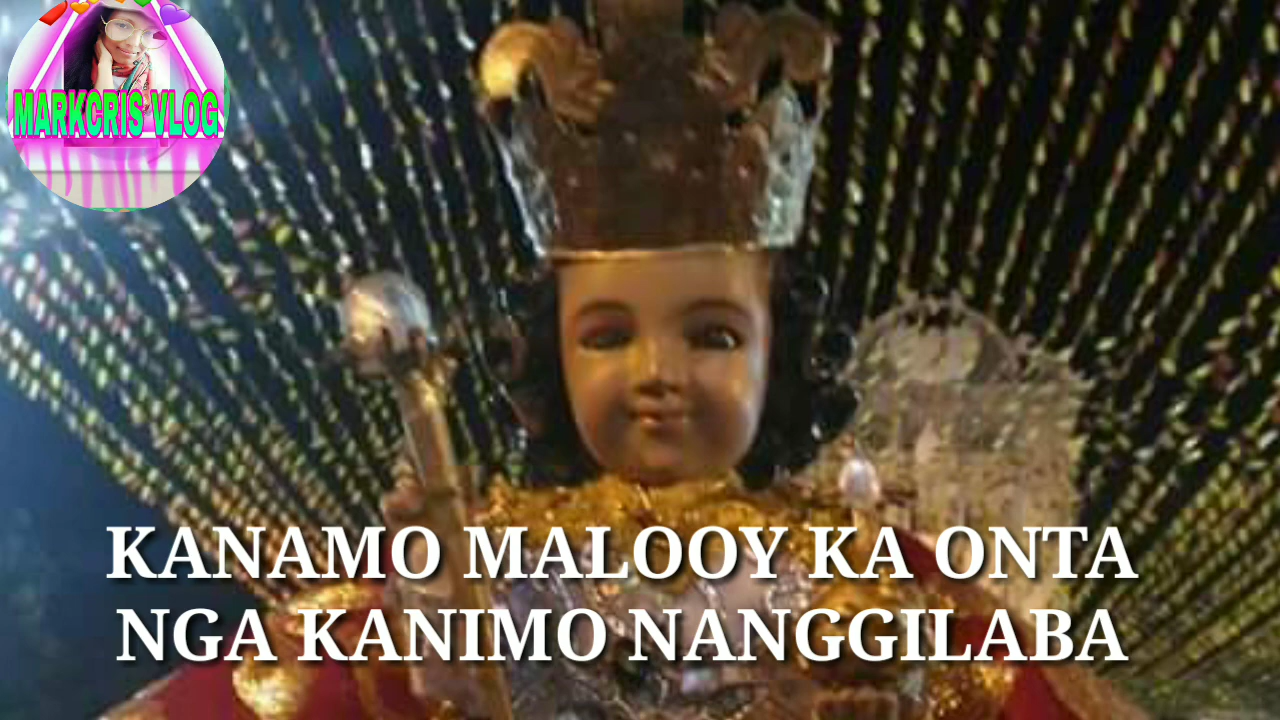 MARKCRIS VLOG
KANAMO MALOOY KA ONTA
NGA KANIMO NANGGILABA